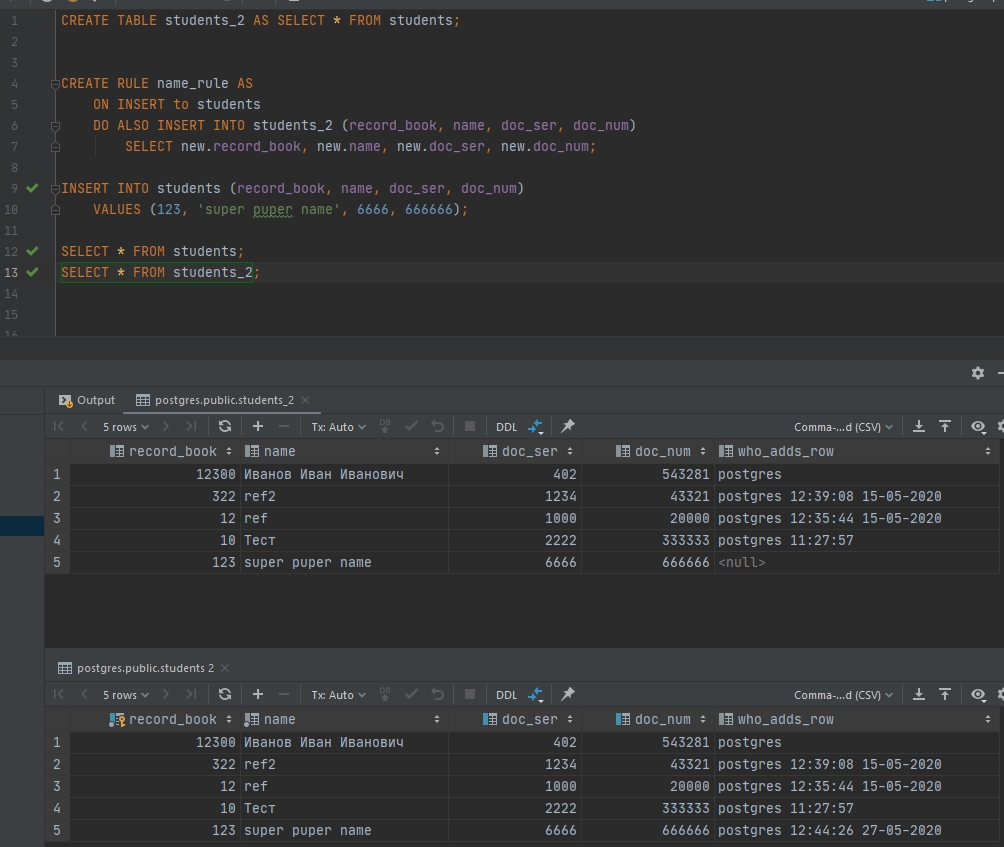 1 CREATE TABLE students_2 AS SELECT * FROM students;
2
3
4 CREATE RULE name_rule AS
5 ON INSERT to students
6 DO ALSO INSERT INTO students_2 (record_book, name, doc_ser, doc_num)
7 SELECT new.record_book, new.name, new.doc_ser, new.doc_num;
8
9 INSERT INTO students (record_book, name, doc_ser, doc_num)
10 VALUES (123, 'super puper name', 6666, 666666);
11
12 SELECT * FROM students;
13 SELECT * FROM students_2;
14
15
16
Output postgres.public.students_2
5 rows Tx: Auto DB DDL Comma-...d (CSV)
record_book name doc_ser doc_num who_adds_row
1 12300 Иванов Иван Иванович 402 543281 postgres
2 322 ref2 1234 43321 postgres 12:39:08 15-05-2020
3 12 ref 1000 20000 postgres 12:35:44 15-05-2020
4 10 Тест 2222 333333 postgres 11:27:57
5 123 super puper name 6666 666666 <null>
postgres.public.students 2
5 rows Tx: Auto DB DDL Comma-...d (CSV)
record_book name doc_ser doc_num who_adds_row
1 12300 Иванов Иван Иванович 402 543281 postgres
2 322 ref2 1234 43321 postgres 12:39:08 15-05-2020
3 12 ref 1000 20000 postgres 12:35:44 15-05-2020
4 10 Тест 2222 333333 postgres 11:27:57
5 123 super puper name 6666 666666 postgres 12:44:26 27-05-2020